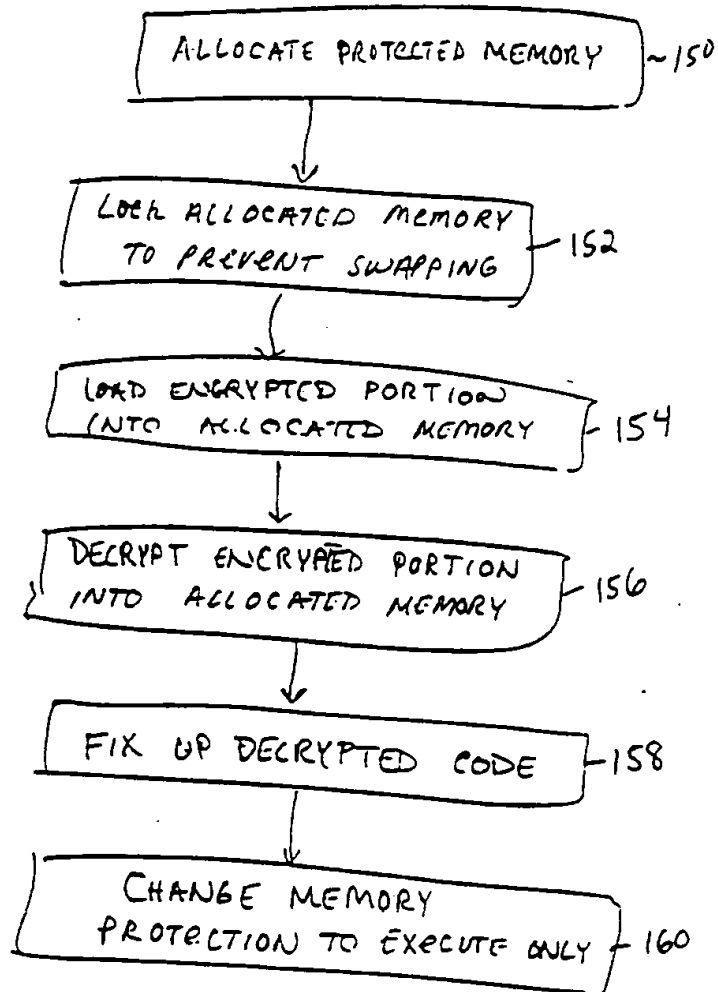 ALLOCATE PROTECTED MEMORY ~150
LOCK ALLOCATED MEMORY
TO PREVENT SWAPPING 152
LOAD ENCRYPTED PORTION
INTO ALLOCATED MEMORY 154
DECRYPT ENCRYPTED PORTION
INTO ALLOCATED MEMORY 156
FIX UP DECRYPTED CODE 158
CHANGE MEMORY
PROTECTION TO EXECUTE ONLY 160